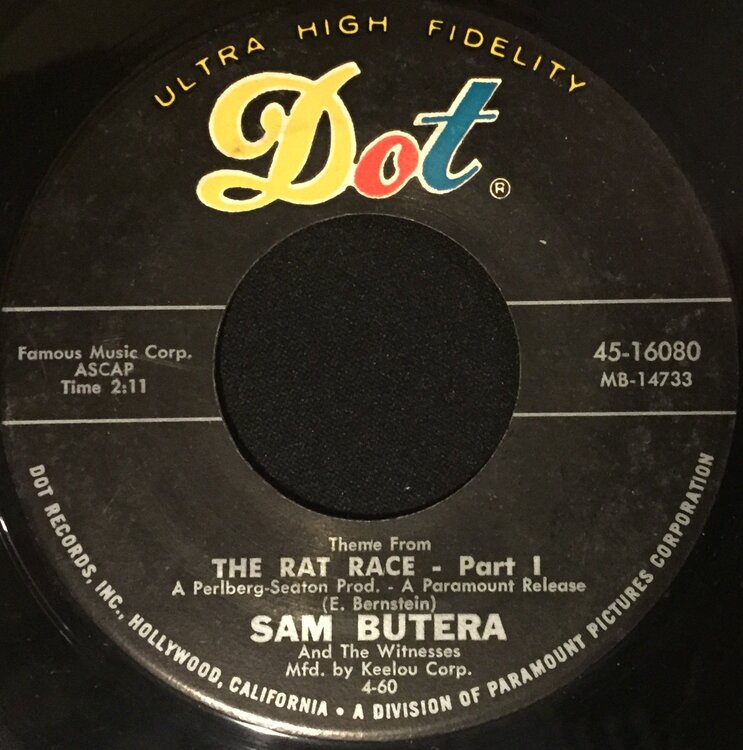 ULTRA HIGH FIDELITY
Dot ®
Famous Music Corp.
ASCAP
Time 2:11
45-16080
MB-14733
Theme From
THE RAT RACE - Part I
A Perlberg-Seaton Prod. - A Paramount Release
(E. Bernstein)
SAM BUTERA
And The Witnesses
Mfd. by Keelou Corp.
4-60
DOT RECORDS, INC., HOLLYWOOD, CALIFORNIA • A DIVISION OF PARAMOUNT PICTURES CORPORATION